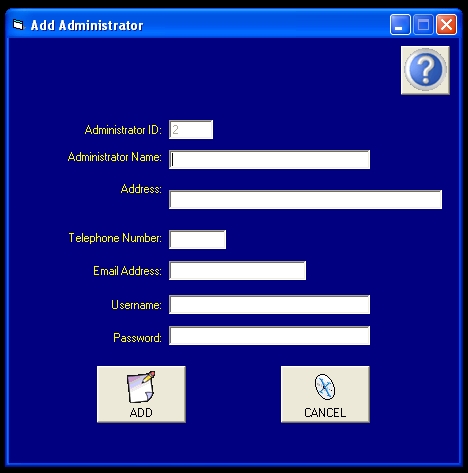 Add Administrator
?
Administrator ID: 2
Administrator Name:
Address:
Telephone Number:
Email Address:
Username:
Password:
ADD CANCEL